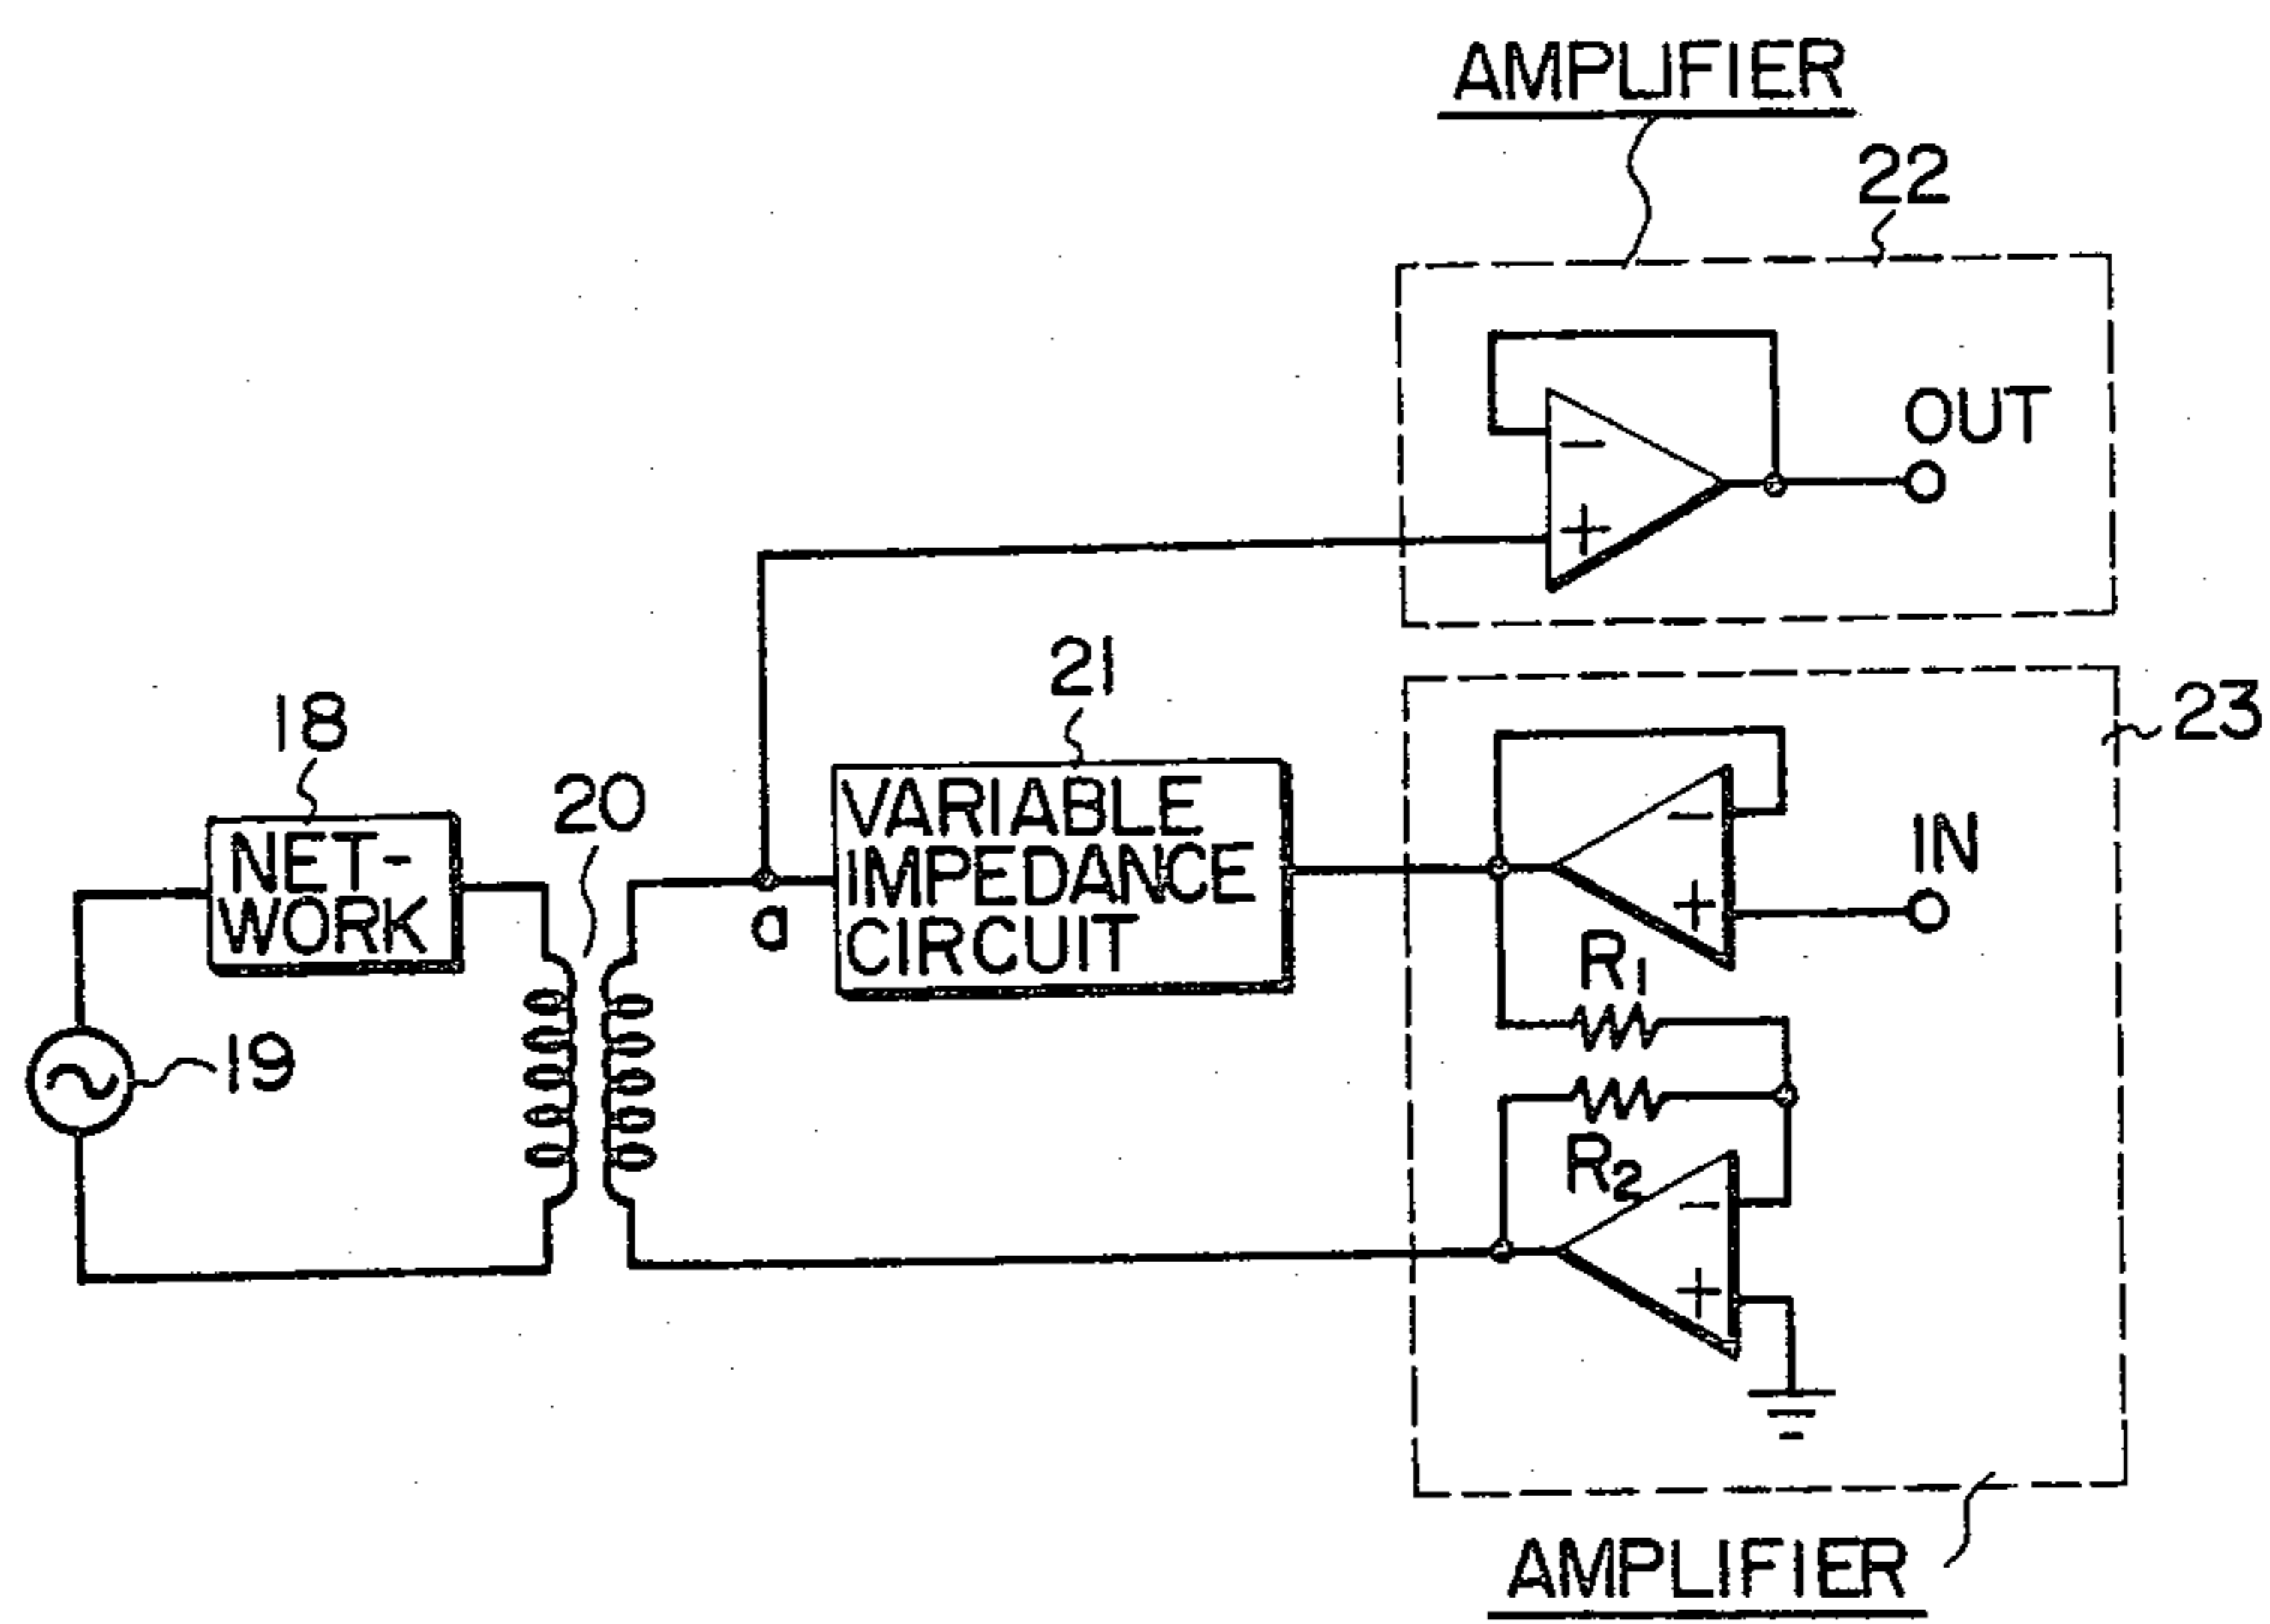 AMPLIFIER
22
− OUT
+
21
23
18
20
VARIABLE
IMPEDANCE
CIRCUIT
NET-
WORK
a
−
+
IN
R1
19
R2
−
+
AMPLIFIER